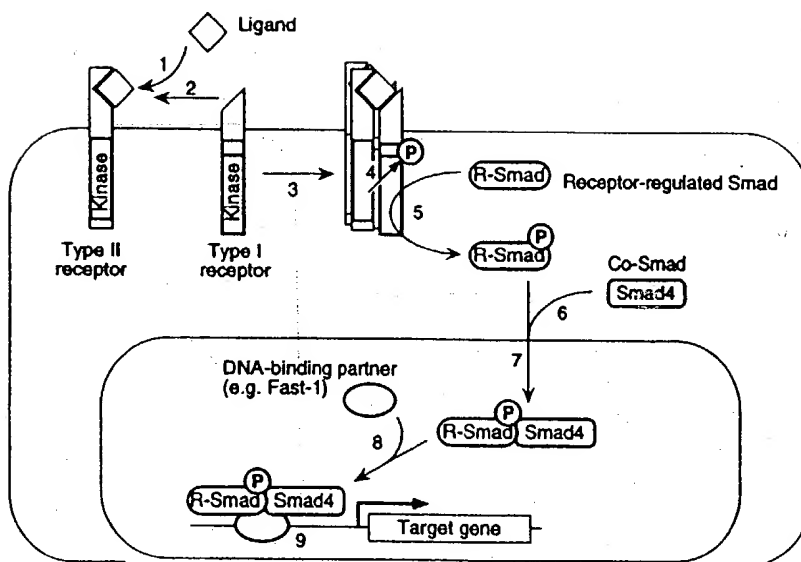 Ligand
1
2
Kinase
Kinase
3
4
P
5
R-Smad
Receptor-regulated Smad
Type II
receptor
Type I
receptor
P
R-Smad
Co-Smad
Smad4
6
7
DNA-binding partner
(e.g. Fast-1)
P
R-Smad
Smad4
8
P
R-Smad
Smad4
9
Target gene